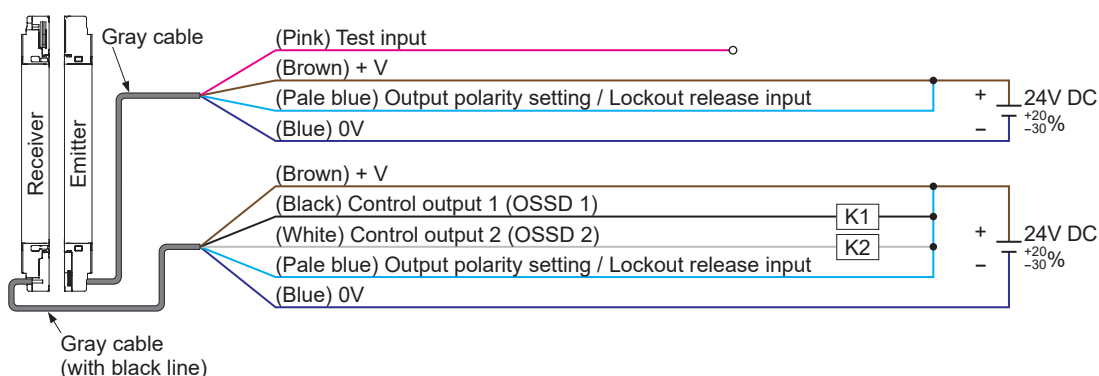 Gray cable
Receiver
Emitter
(Pink) Test input
(Brown) + V
(Pale blue) Output polarity setting / Lockout release input
(Blue) 0V
+
−
24V DC
+20
−30 %
(Brown) + V
(Black) Control output 1 (OSSD 1)
K1
(White) Control output 2 (OSSD 2)
K2
(Pale blue) Output polarity setting / Lockout release input
(Blue) 0V
+
−
24V DC
+20
−30 %
Gray cable
(with black line)